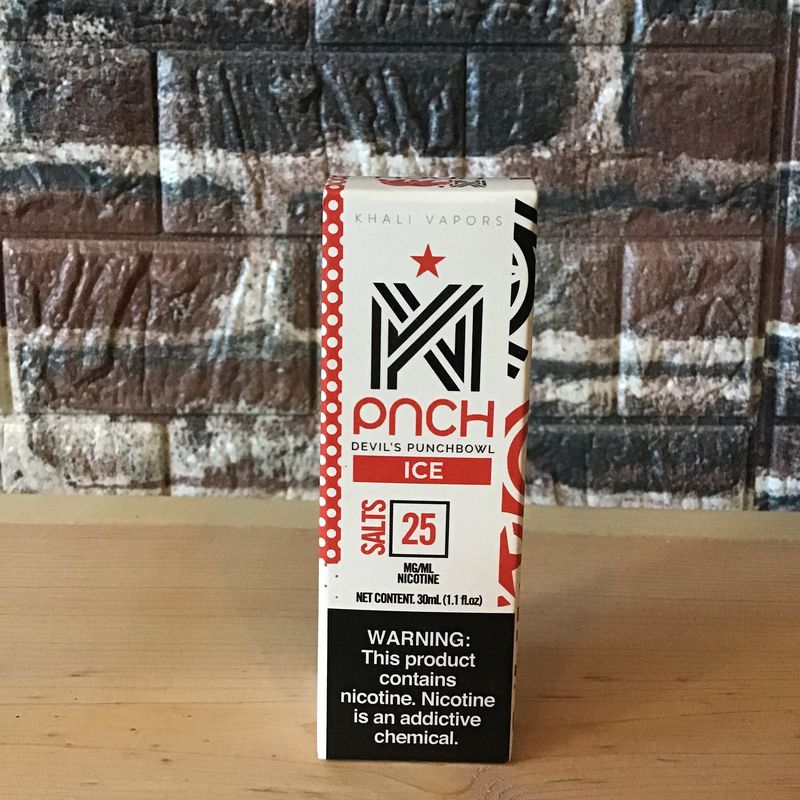 KHALI VAPORS
PNCH
DEVIL'S PUNCHBOWL
ICE
SALTS
25
MG/ML
NICOTINE
NET CONTENT. 30mL (1.1 fl.oz)
WARNING:
This product
contains
nicotine. Nicotine
is an addictive
chemical.